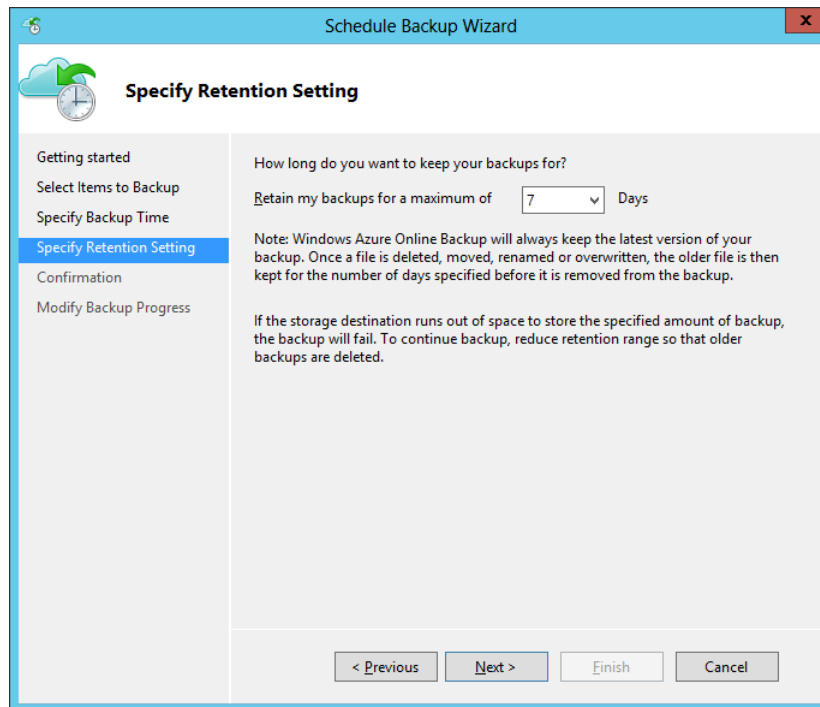 Schedule Backup Wizard
x
Specify Retention Setting
Getting started
Select Items to Backup
Specify Backup Time
Specify Retention Setting
Confirmation
Modify Backup Progress
How long do you want to keep your backups for?
Retain my backups for a maximum of 7 Days
Note: Windows Azure Online Backup will always keep the latest version of your
backup. Once a file is deleted, moved, renamed or overwritten, the older file is then
kept for the number of days specified before it is removed from the backup.
If the storage destination runs out of space to store the specified amount of backup,
the backup will fail. To continue backup, reduce retention range so that older
backups are deleted.
< Previous Next > Finish Cancel